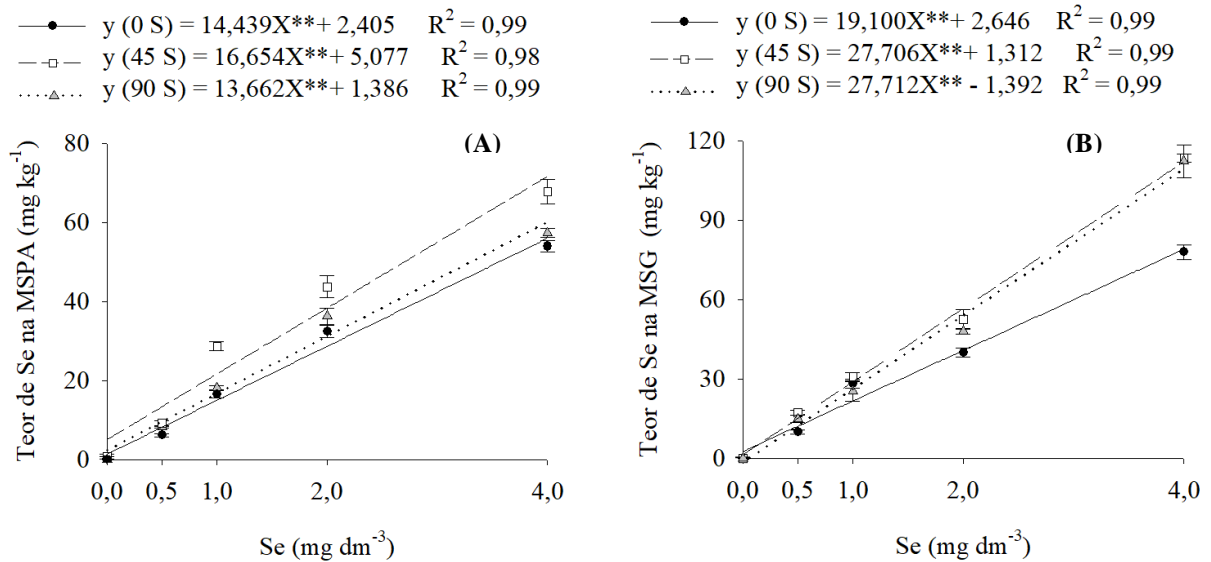 y (0 S) = 14,439X**+ 2,405 R² = 0,99
y (45 S) = 16,654X**+ 5,077 R² = 0,98
y (90 S) = 13,662X**+ 1,386 R² = 0,99
(A)
Teor de Se na MSPA (mg kg⁻¹)
80
60
40
20
0
0,0 0,5 1,0 2,0 4,0
Se (mg dm⁻³)
y (0 S) = 19,100X**+ 2,646 R² = 0,99
y (45 S) = 27,706X**+ 1,312 R² = 0,99
y (90 S) = 27,712X** - 1,392 R² = 0,99
(B)
Teor de Se na MSG (mg kg⁻¹)
120
90
60
30
0
0,0 0,5 1,0 2,0 4,0
Se (mg dm⁻³)